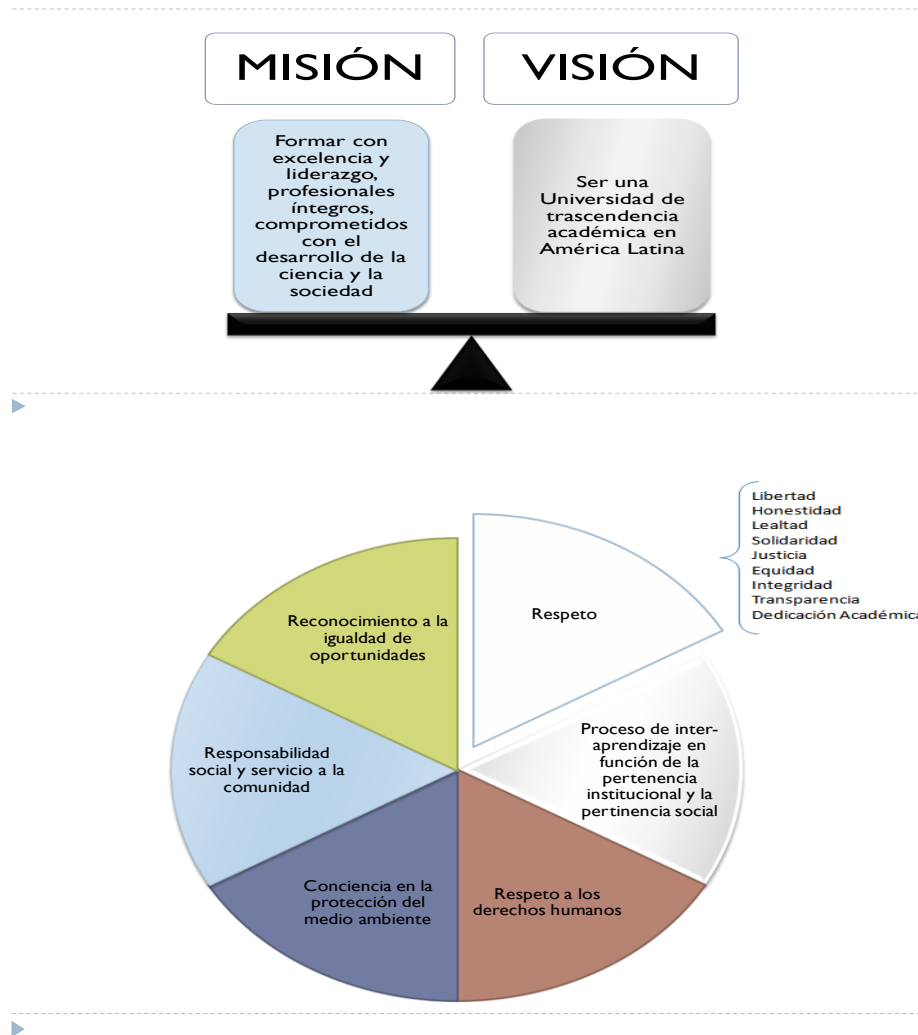 MISIÓN
VISIÓN
Formar con
excelencia y
liderazgo,
profesionales
íntegros,
comprometidos
con el
desarrollo de la
ciencia y la
sociedad
Ser una
Universidad de
trascendencia
académica en
América Latina
Libertad
Honestidad
Lealtad
Solidaridad
Justicia
Equidad
Integridad
Transparencia
Dedicación Académica
Respeto
Proceso de inter-
aprendizaje en
función de la
pertenencia
institucional y la
pertinencia social
Respeto a los
derechos humanos
Conciencia en la
protección del
medio ambiente
Responsabilidad
social y servicio a la
comunidad
Reconocimiento a la
igualdad de
oportunidades